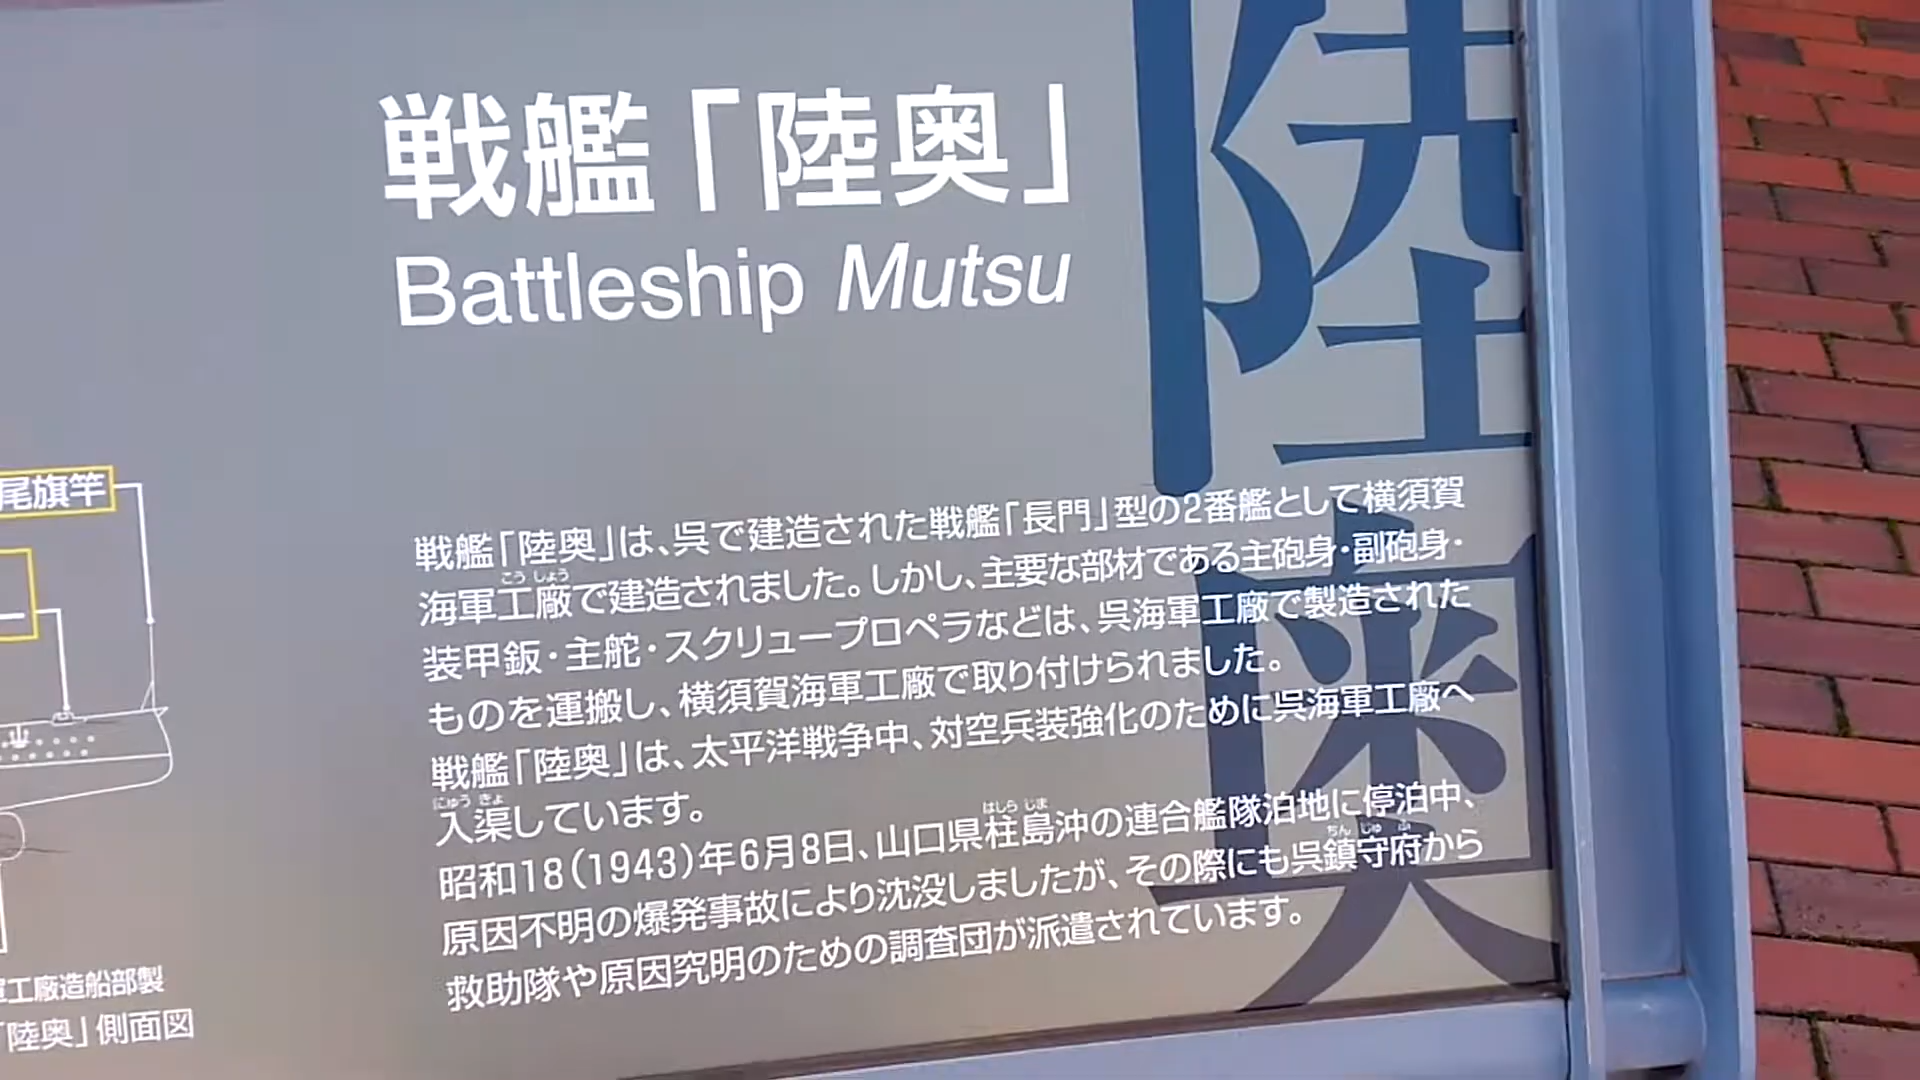 戦艦「陸奥」
Battleship Mutsu
陸奥
戦艦「陸奥」は、呉で建造された戦艦「長門」型の2番艦として横須賀
こうしょう
海軍工廠で建造されました。しかし、主要な部材である主砲身・副砲身・
装甲鈑・主舵・スクリュープロペラなどは、呉海軍工廠で製造された
ものを運搬し、横須賀海軍工廠で取り付けられました。
戦艦「陸奥」は、太平洋戦争中、対空兵装強化のために呉海軍工廠へ
にゅうきょ
入渠しています。
はしらじま
昭和18(1943)年6月8日、山口県柱島沖の連合艦隊泊地に停泊中、
ちんじゅふ
原因不明の爆発事故により沈没しましたが、その際にも呉鎮守府から
救助隊や原因究明のための調査団が派遣されています。
尾旗竿
軍工廠造船部製
「陸奥」側面図